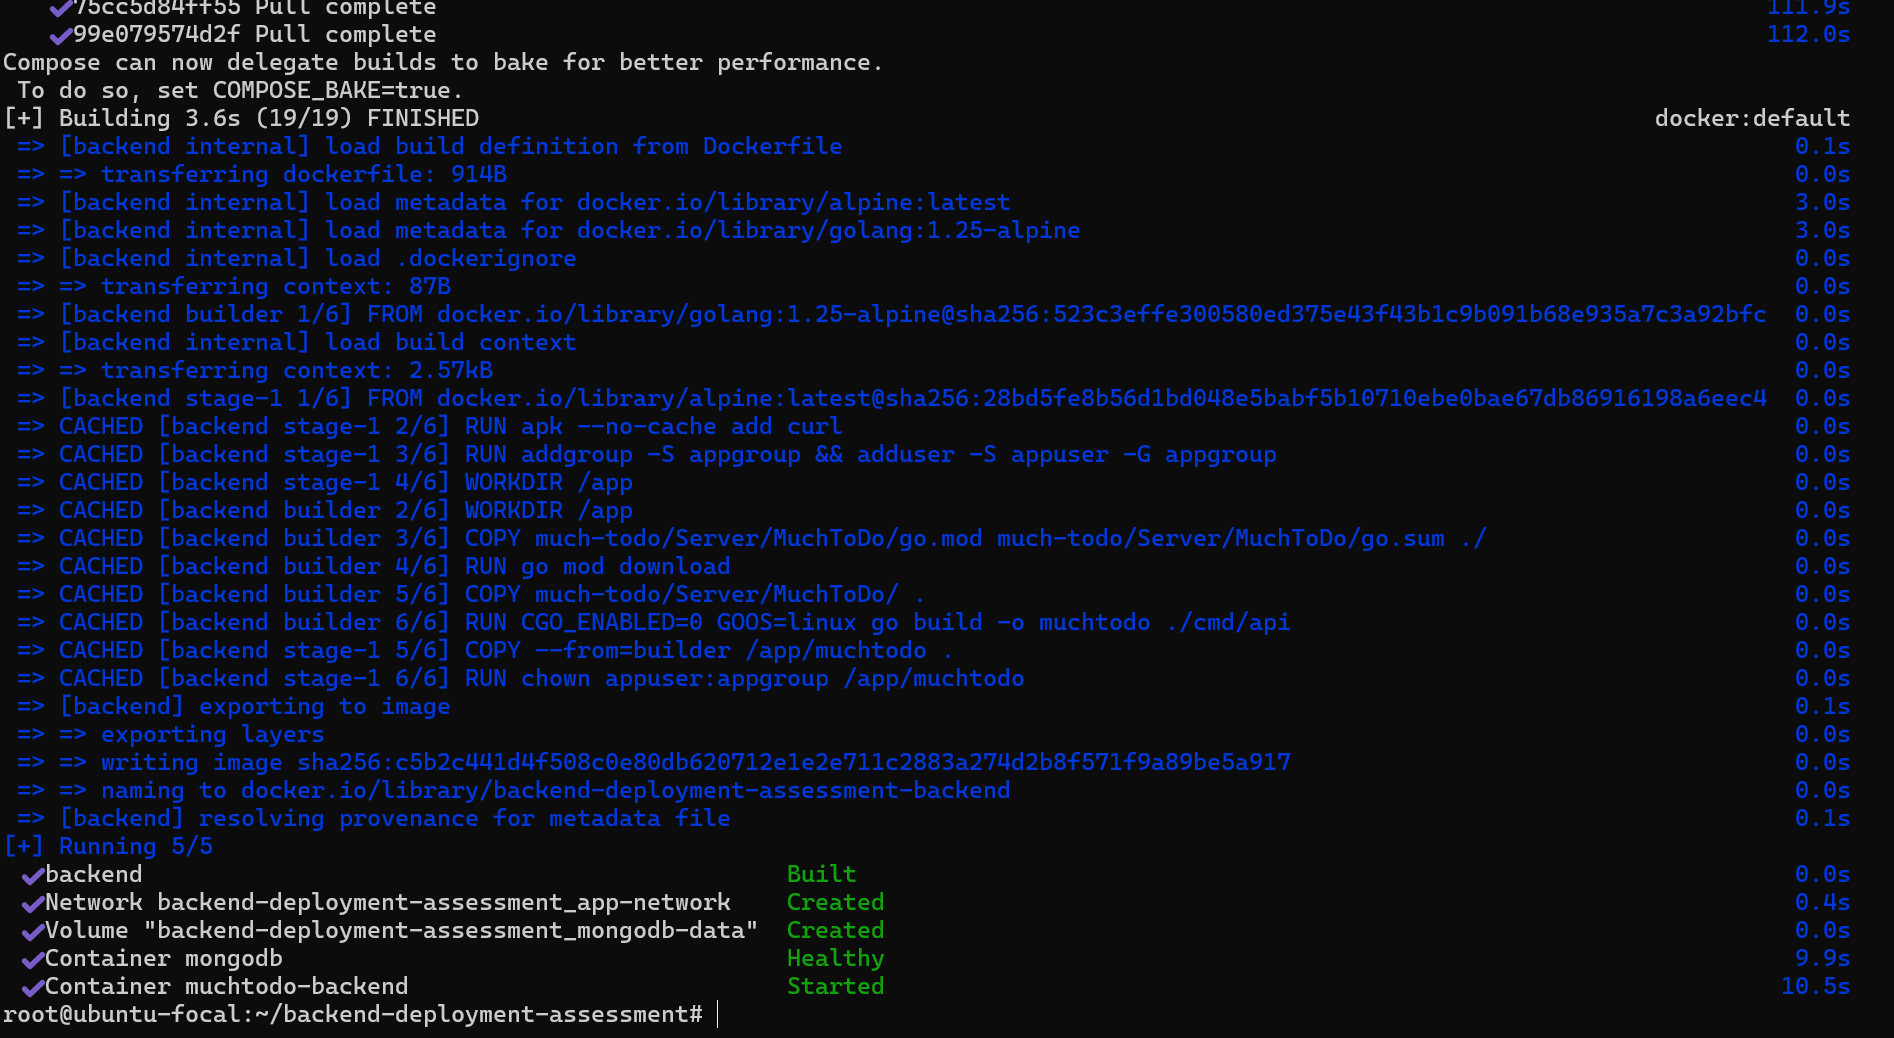 ✔75cc5d84ff55 Pull complete 111.9s
✔99e079574d2f Pull complete 112.0s
Compose can now delegate builds to bake for better performance.
To do so, set COMPOSE_BAKE=true.
[+] Building 3.6s (19/19) FINISHED docker:default
=> [backend internal] load build definition from Dockerfile 0.1s
=> => transferring dockerfile: 914B 0.0s
=> [backend internal] load metadata for docker.io/library/alpine:latest 3.0s
=> [backend internal] load metadata for docker.io/library/golang:1.25-alpine 3.0s
=> [backend internal] load .dockerignore 0.0s
=> => transferring context: 87B 0.0s
=> [backend builder 1/6] FROM docker.io/library/golang:1.25-alpine@sha256:523c3effe300580ed375e43f43b1c9b091b68e935a7c3a92bfc 0.0s
=> [backend internal] load build context 0.0s
=> => transferring context: 2.57kB 0.0s
=> [backend stage-1 1/6] FROM docker.io/library/alpine:latest@sha256:28bd5fe8b56d1bd048e5babf5b10710ebe0bae67db86916198a6eec4 0.0s
=> CACHED [backend stage-1 2/6] RUN apk --no-cache add curl 0.0s
=> CACHED [backend stage-1 3/6] RUN addgroup -S appgroup && adduser -S appuser -G appgroup 0.0s
=> CACHED [backend stage-1 4/6] WORKDIR /app 0.0s
=> CACHED [backend builder 2/6] WORKDIR /app 0.0s
=> CACHED [backend builder 3/6] COPY much-todo/Server/MuchToDo/go.mod much-todo/Server/MuchToDo/go.sum ./ 0.0s
=> CACHED [backend builder 4/6] RUN go mod download 0.0s
=> CACHED [backend builder 5/6] COPY much-todo/Server/MuchToDo/ . 0.0s
=> CACHED [backend builder 6/6] RUN CGO_ENABLED=0 GOOS=linux go build -o muchtodo ./cmd/api 0.0s
=> CACHED [backend stage-1 5/6] COPY --from=builder /app/muchtodo . 0.0s
=> CACHED [backend stage-1 6/6] RUN chown appuser:appgroup /app/muchtodo 0.0s
=> [backend] exporting to image 0.1s
=> => exporting layers 0.0s
=> => writing image sha256:c5b2c441d4f508c0e80db620712e1e2e711c2883a274d2b8f571f9a89be5a917 0.0s
=> => naming to docker.io/library/backend-deployment-assessment-backend 0.0s
=> [backend] resolving provenance for metadata file 0.1s
[+] Running 5/5
✔backend Built 0.0s
✔Network backend-deployment-assessment_app-network Created 0.4s
✔Volume "backend-deployment-assessment_mongodb-data" Created 0.0s
✔Container mongodb Healthy 9.9s
✔Container muchtodo-backend Started 10.5s
root@ubuntu-focal:~/backend-deployment-assessment#